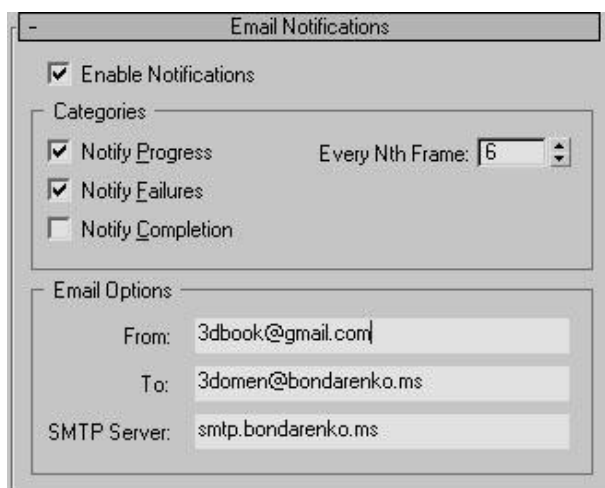 - Email Notifications
Enable Notifications
Categories
Notify Progress Every Nth Frame: 6
Notify Failures
Notify Completion
Email Options
From: 3dbook@gmail.com
To: 3domen@bondarenko.ms
SMTP Server: smtp.bondarenko.ms